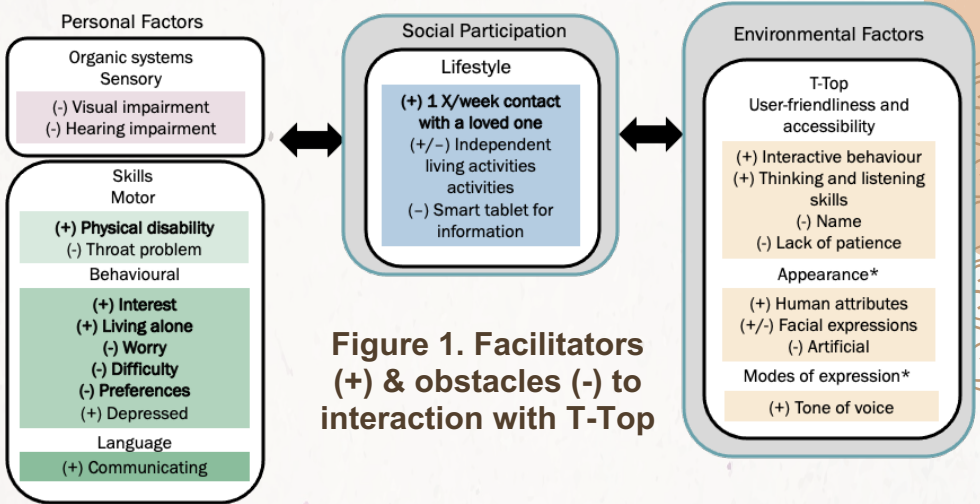 Personal Factors
Organic systems
Sensory
(-) Visual impairment
(-) Hearing impairment
Skills
Motor
(+) Physical disability
(-) Throat problem
Behavioural
(+) Interest
(+) Living alone
(-) Worry
(-) Difficulty
(-) Preferences
(+) Depressed
Language
(+) Communicating
Social Participation
Lifestyle
(+) 1 X/week contact
with a loved one
(+/–) Independent
living activities
activities
(–) Smart tablet for
information
Figure 1. Facilitators
(+) & obstacles (-) to
interaction with T-Top
Environmental Factors
T-Top
User-friendliness and
accessibility
(+) Interactive behaviour
(+) Thinking and listening
skills
(-) Name
(-) Lack of patience
Appearance*
(+) Human attributes
(+/-) Facial expressions
(-) Artificial
Modes of expression*
(+) Tone of voice